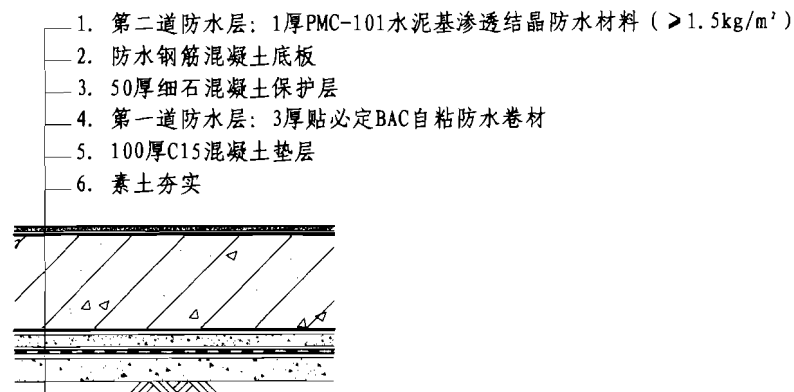 1. 第二道防水层: 1厚PMC-101水泥基渗透结晶防水材料(≥1.5kg/m²)
2. 防水钢筋混凝土底板
3. 50厚细石混凝土保护层
4. 第一道防水层: 3厚贴必定BAC自粘防水卷材
5. 100厚C15混凝土垫层
6. 素土夯实